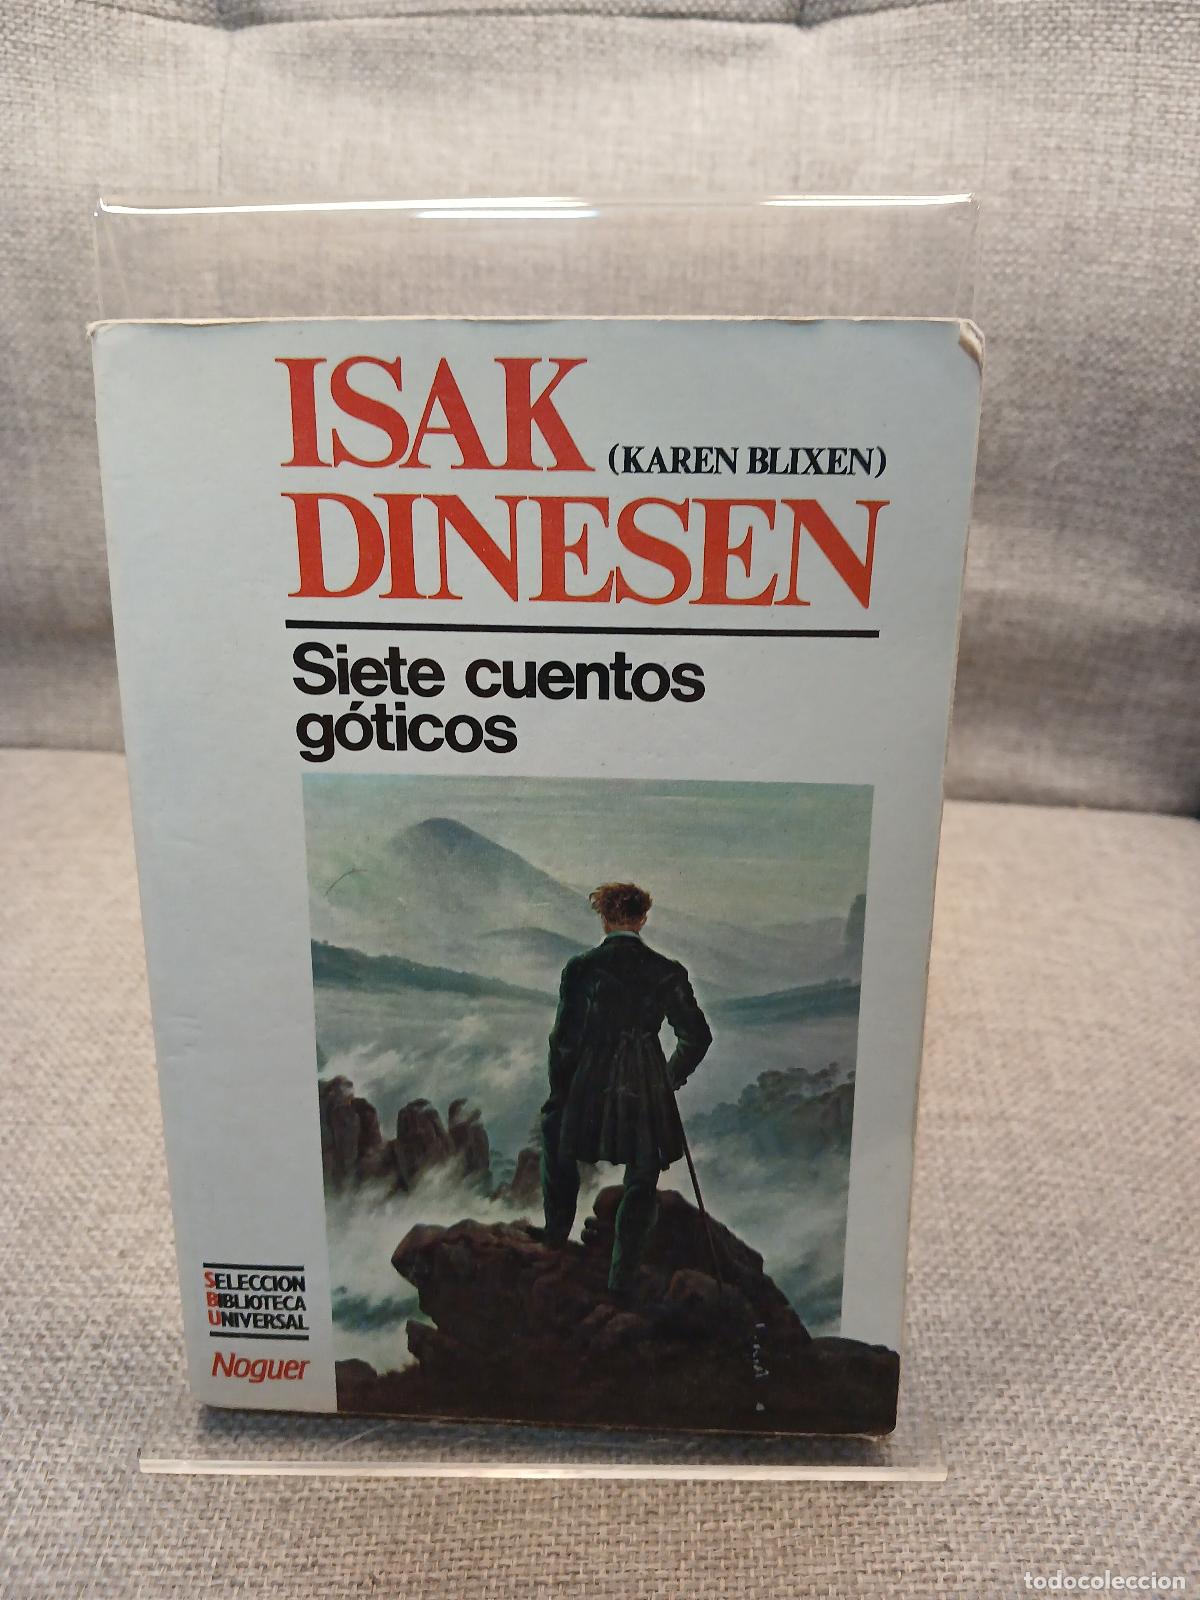 ISAK
(KAREN BLIXEN)
DINESEN
Siete cuentos
góticos
SELECCION
BIBLIOTECA
UNIVERSAL
Noguer
todocoleccion